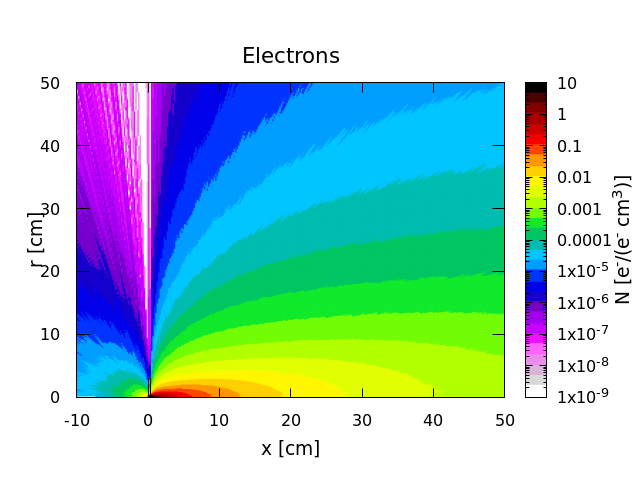 Electrons
r [cm]
50
40
30
20
10
0
-10 0 10 20 30 40 50
x [cm]
10
1
0.1
0.01
0.001
0.0001
1x10⁻⁵
1x10⁻⁶
1x10⁻⁷
1x10⁻⁸
1x10⁻⁹
N [e⁻/(e⁻ cm³)]